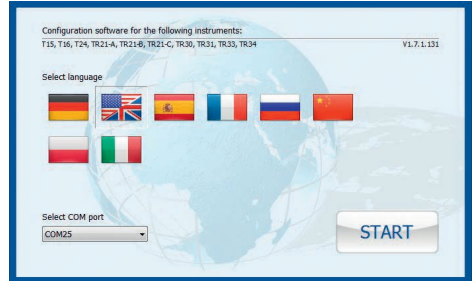 Configuration software for the following instruments:
T15, T16, T24, TR21-A, TR21-B, TR21-C, TR30, TR31, TR33, TR34
V1.7.1.131
Select language
Select COM port
COM25
START